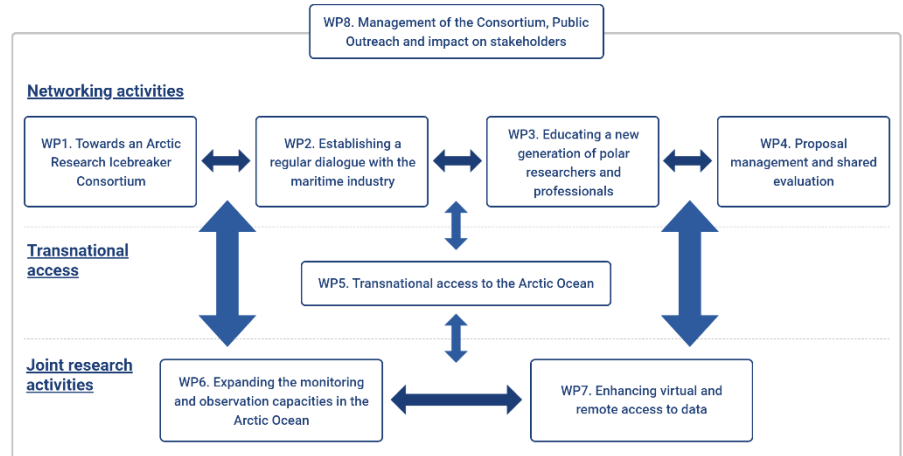 WP8. Management of the Consortium, Public
Outreach and impact on stakeholders
Networking activities
WP1. Towards an Arctic
Research Icebreaker
Consortium
WP2. Establishing a
regular dialogue with the
maritime industry
WP3. Educating a new
generation of polar
researchers and
professionals
WP4. Proposal
management and shared
evaluation
Transnational
access
WP5. Transnational access to the Arctic Ocean
Joint research
activities
WP6. Expanding the monitoring
and observation capacities in the
Arctic Ocean
WP7. Enhancing virtual and
remote access to data